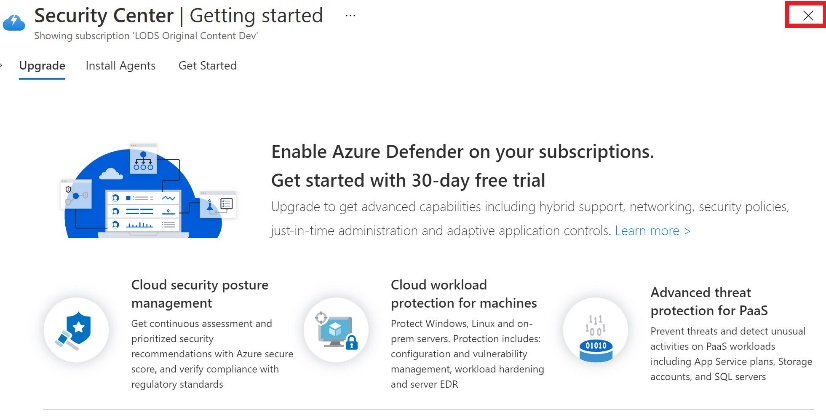 Security Center | Getting started ...
Showing subscription 'LODS Original Content Dev'
Upgrade Install Agents Get Started
Enable Azure Defender on your subscriptions.
Get started with 30-day free trial
Upgrade to get advanced capabilities including hybrid support, networking, security policies,
just-in-time administration and adaptive application controls. Learn more >
Cloud security posture
management
Get continuous assessment and
prioritized security
recommendations with Azure secure
score, and verify compliance with
regulatory standards
Cloud workload
protection for machines
Protect Windows, Linux and on-
prem servers. Protection includes:
configuration and vulnerability
management, workload hardening
and server EDR
Advanced threat
protection for PaaS
Prevent threats and detect unusual
activities on PaaS workloads
including App Service plans, Storage
accounts, and SQL servers